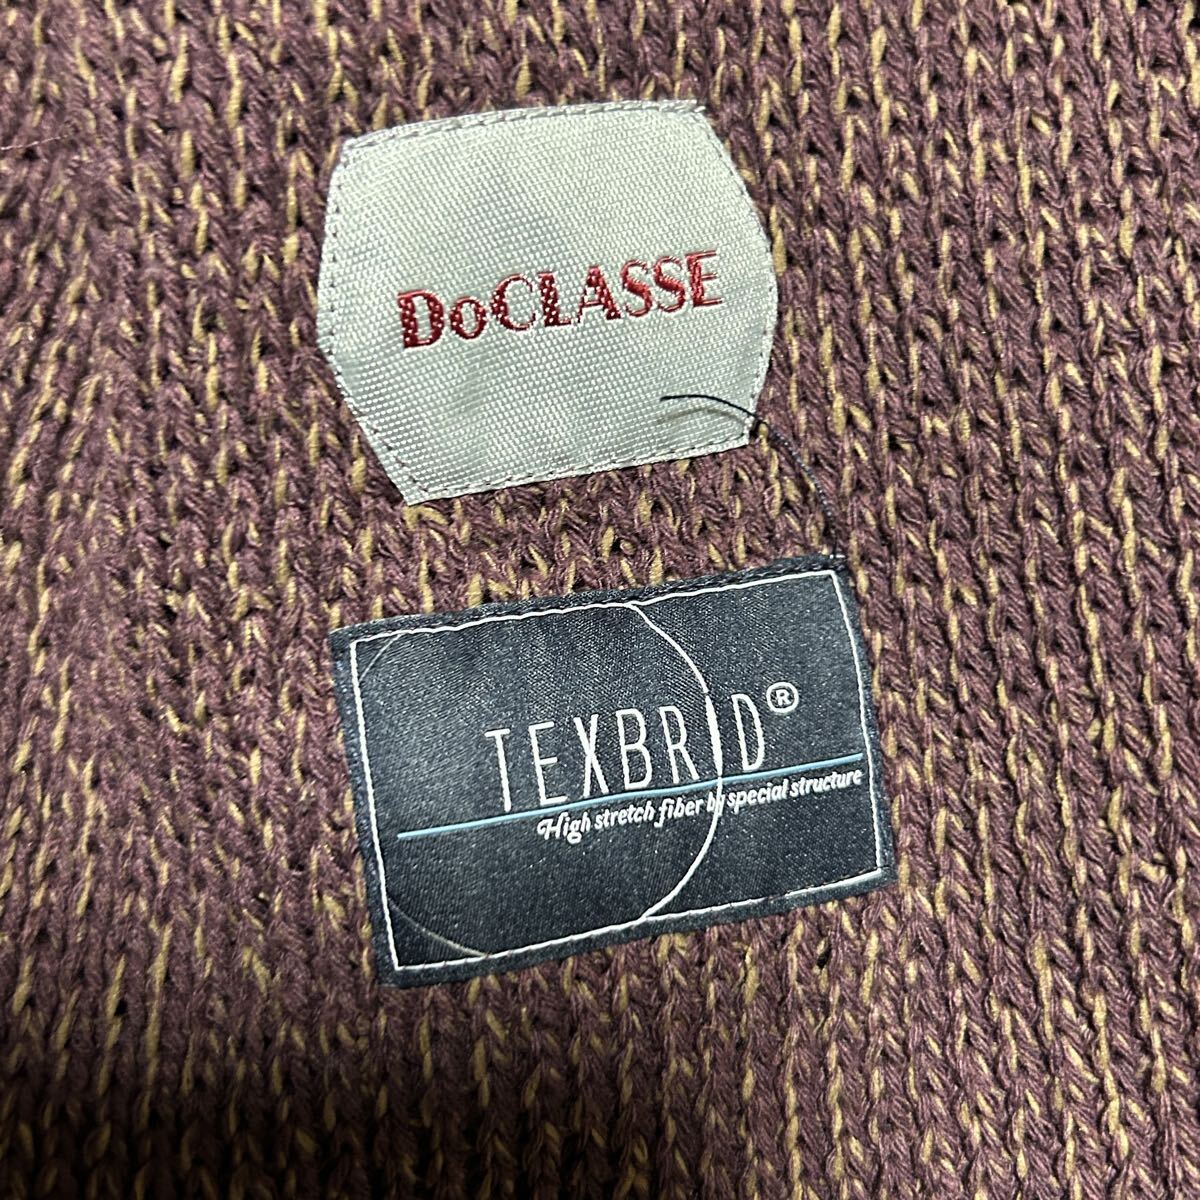 DoCLASSE
TEXBRID®
High stretch fiber by special structure